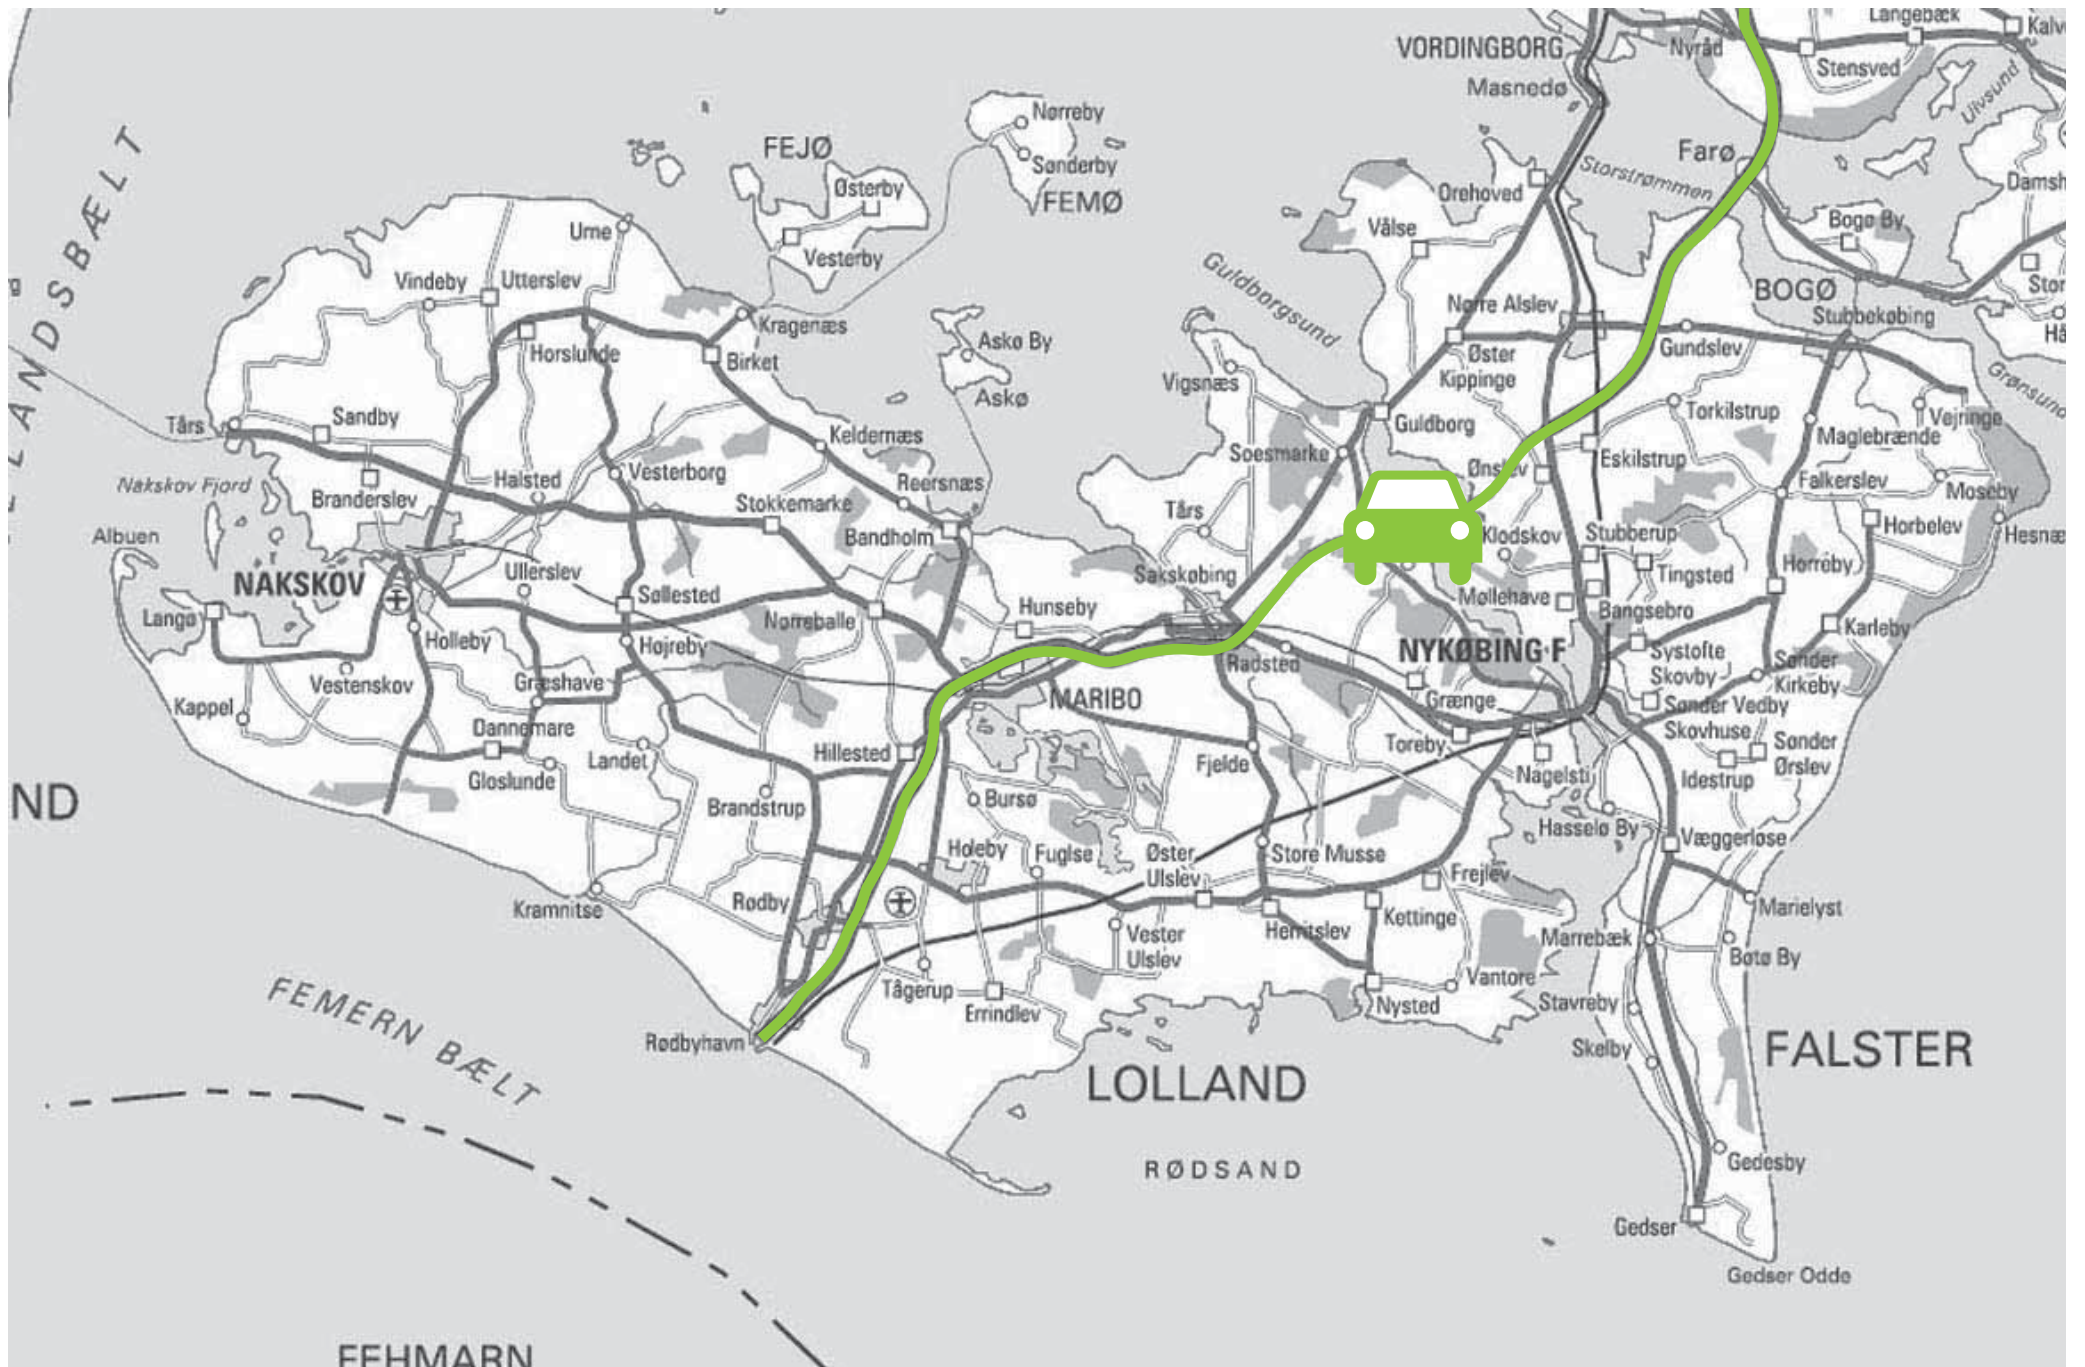 Langebæk
Nyråd
VORDINGBORG
Stensved
Masnedø
Ulvsund
Nørreby
Sønderby
FEMØ
FEJØ
Østerby
Vesterby
Farø
Storstrømmen
Orehoved
Bogø By
BOGØ
Stubbekøbing
Grønsund
Vålse
Guldborgsund
Nørre Alslev
Gundslev
Øster
Kippinge
Urne
Vindeby
Utterslev
Kragenæs
Horslunde
Birket
Askø By
Askø
Vigsnæs
Guldborg
Torkilstrup
Vejringe
Maglebrænde
Tårs
Sandby
Keldernæs
Soesmarke
Ønslev
Eskilstrup
Falkerslev
Moseby
Nakskov Fjord
Branderslev
Halsted
Vesterborg
Stokkemarke
Reersnæs
Bandholm
Tårs
Klodskov
Stubberup
Horbelev
Hesnæ
Albuen
NAKSKOV
Ullerslev
Søllested
Nørreballe
Hunseby
Sakskøbing
Møllehave
Tingsted
Bangsebro
Horreby
Langø
Holleby
Højreby
Radsted
NYKØBING F
Systofte
Skovby
Karleby
Vestenskov
Græshave
MARIBO
Grænge
Sønder
Kirkeby
Kappel
Dannemare
Sønder Vedby
Skovhuse
Hillested
Fjelde
Toreby
Nagelsti
Idestrup
Sønder
Ørslev
Gloslunde
Landet
Brandstrup
Bursø
Hasselø By
Væggerløse
Holeby
Fuglse
Øster
Ulslev
Store Musse
Frejlev
Kramnitse
Rødby
Kettinge
Marielyst
Vester
Ulslev
Herritslev
Marrebæk
Bøtø By
Tågerup
Errindlev
Vantore
Nysted
Stavreby
Rødbyhavn
Skelby
FALSTER
LOLLAND
FEMERN BÆLT
RØDSAND
Gedesby
Gedser
Gedser Odde
FEHMARN